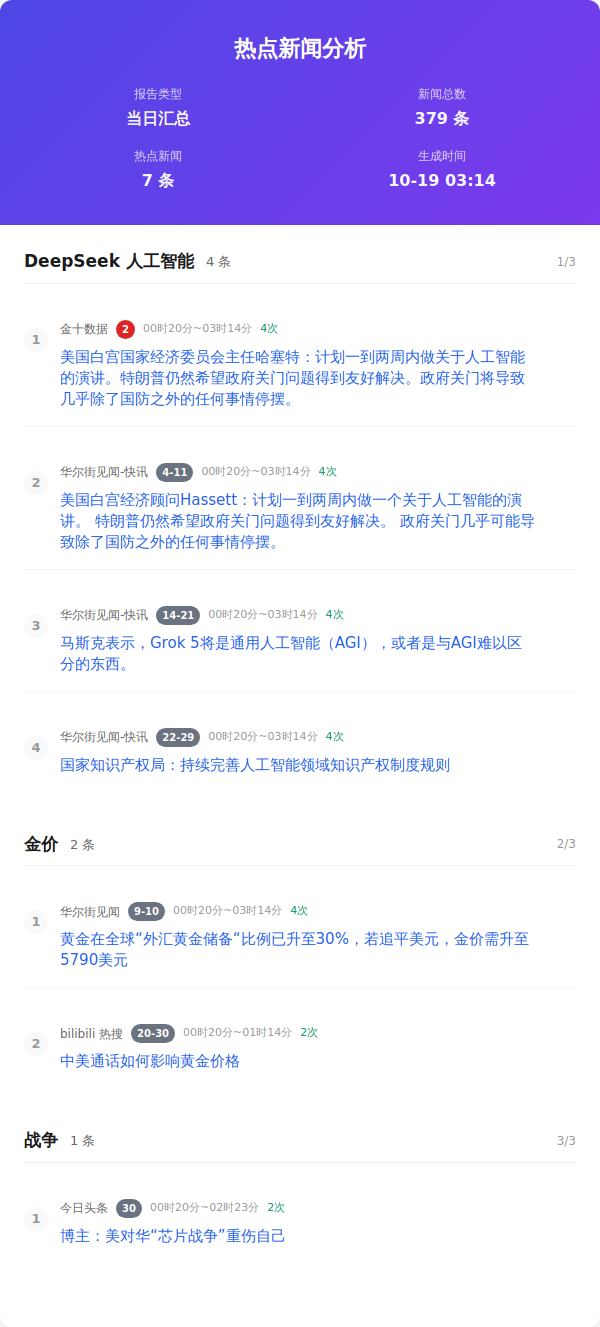 热点新闻分析
报告类型 新闻总数
当日汇总 379 条
热点新闻 生成时间
7 条 10-19 03:14
DeepSeek 人工智能 4 条 1/3
1 金十数据 2 00时20分~03时14分 4次
美国白宫国家经济委员会主任哈塞特：计划一到两周内做关于人工智能
的演讲。特朗普仍然希望政府关门问题得到友好解决。政府关门将导致
几乎除了国防之外的任何事情停摆。
2 华尔街见闻-快讯 4-11 00时20分~03时14分 4次
美国白宫经济顾问Hassett：计划一到两周内做一个关于人工智能的演
讲。 特朗普仍然希望政府关门问题得到友好解决。 政府关门几乎可能导
致除了国防之外的任何事情停摆。
3 华尔街见闻-快讯 14-21 00时20分~03时14分 4次
马斯克表示，Grok 5将是通用人工智能（AGI），或者是与AGI难以区
分的东西。
4 华尔街见闻-快讯 22-29 00时20分~03时14分 4次
国家知识产权局：持续完善人工智能领域知识产权制度规则
金价 2 条 2/3
1 华尔街见闻 9-10 00时20分~03时14分 4次
黄金在全球“外汇黄金储备“比例已升至30%，若追平美元，金价需升至
5790美元
2 bilibili 热搜 20-30 00时20分~01时14分 2次
中美通话如何影响黄金价格
战争 1 条 3/3
1 今日头条 30 00时20分~02时23分 2次
博主：美对华“芯片战争”重伤自己